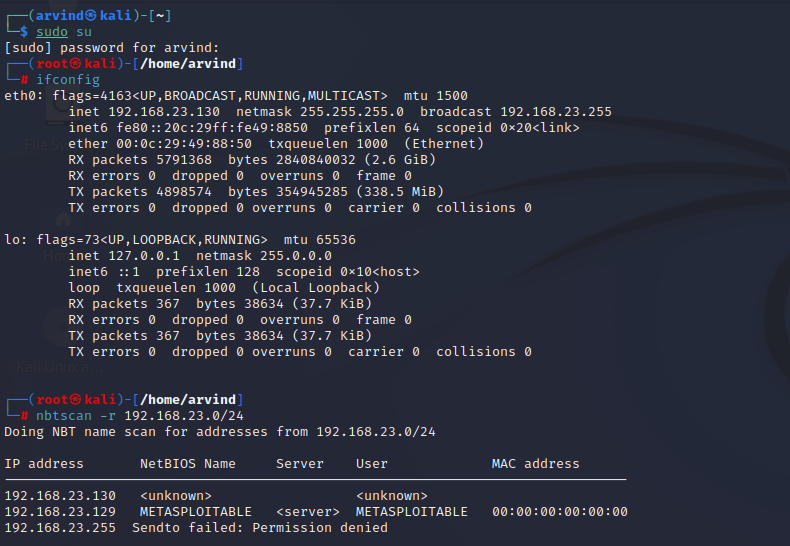 ┌──(arvind㉿kali)-[~]
└─$ sudo su
[sudo] password for arvind:
┌──(root㉿kali)-[/home/arvind]
└─# ifconfig
eth0: flags=4163<UP,BROADCAST,RUNNING,MULTICAST>  mtu 1500
        inet 192.168.23.130  netmask 255.255.255.0  broadcast 192.168.23.255
        inet6 fe80::20c:29ff:fe49:8850  prefixlen 64  scopeid 0×20<link>
        ether 00:0c:29:49:88:50  txqueuelen 1000  (Ethernet)
        RX packets 5791368  bytes 2840840032 (2.6 GiB)
        RX errors 0  dropped 0  overruns 0  frame 0
        TX packets 4898574  bytes 354945285 (338.5 MiB)
        TX errors 0  dropped 0 overruns 0  carrier 0  collisions 0

lo: flags=73<UP,LOOPBACK,RUNNING>  mtu 65536
        inet 127.0.0.1  netmask 255.0.0.0
        inet6 ::1  prefixlen 128  scopeid 0×10<host>
        loop  txqueuelen 1000  (Local Loopback)
        RX packets 367  bytes 38634 (37.7 KiB)
        RX errors 0  dropped 0  overruns 0  frame 0
        TX packets 367  bytes 38634 (37.7 KiB)
        TX errors 0  dropped 0 overruns 0  carrier 0  collisions 0

┌──(root㉿kali)-[/home/arvind]
└─# nbtscan -r 192.168.23.0/24
Doing NBT name scan for addresses from 192.168.23.0/24

IP address       NetBIOS Name     Server    User             MAC address
192.168.23.130   <unknown>                  <unknown>
192.168.23.129   METASPLOITABLE   <server>  METASPLOITABLE   00:00:00:00:00:00
192.168.23.255  Sendto failed: Permission denied